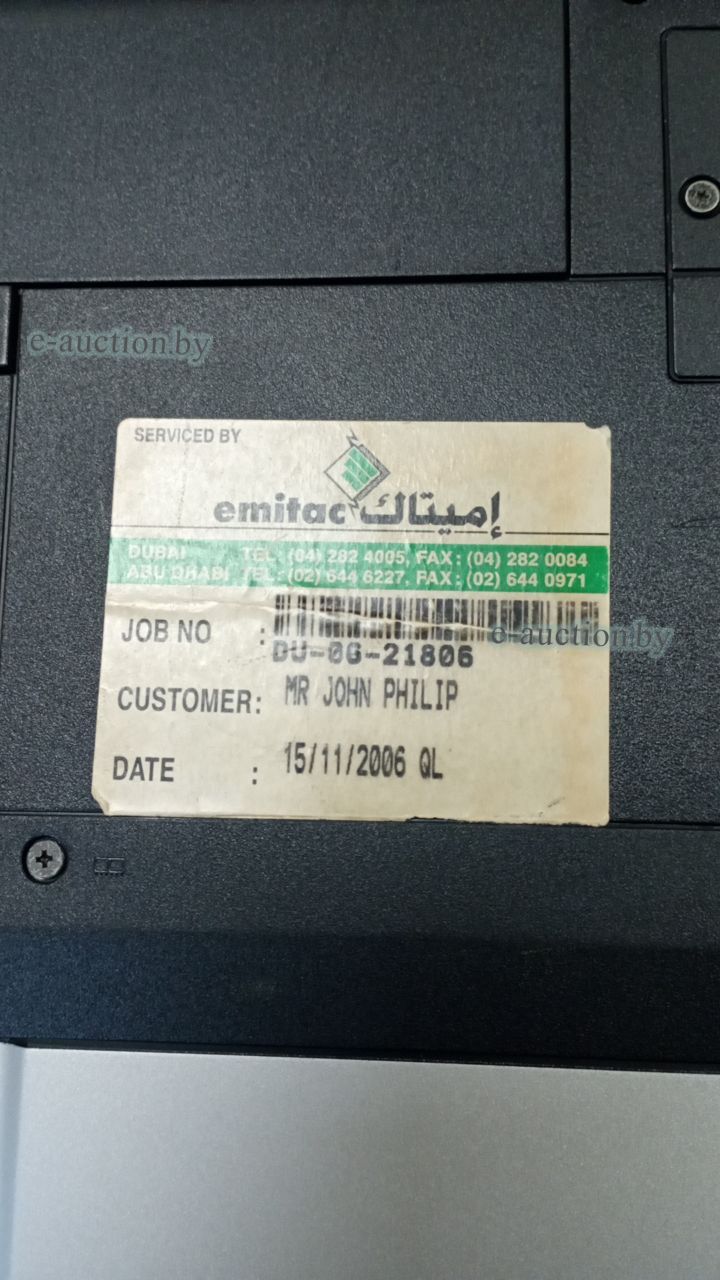 e-auction.by
SERVICED BY
emitac إميتاك
DUBAI TEL : (04) 282 4005, FAX : (04) 282 0084
ABU DHABI TEL : (02) 644 6227, FAX : (02) 644 0971
JOB NO :
e-auction.by
DU-06-21806
CUSTOMER: MR JOHN PHILIP
DATE : 15/11/2006 QL